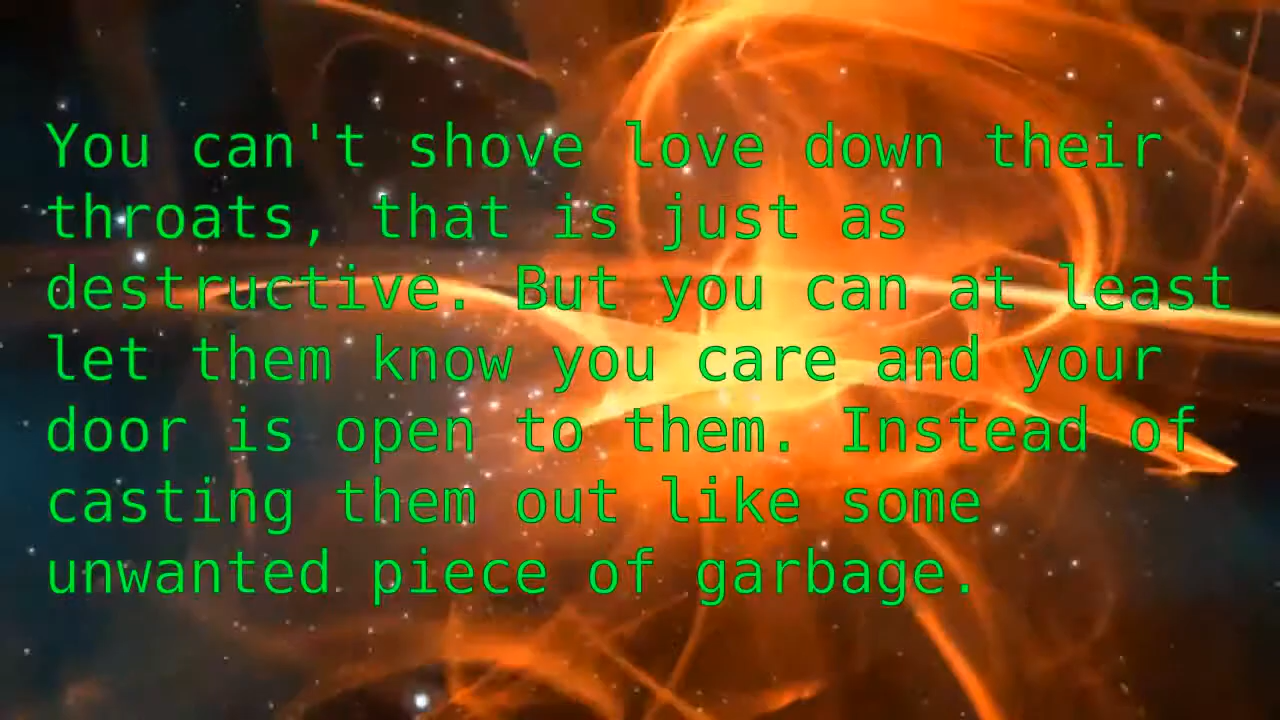 You can't shove love down their
throats, that is just as
destructive. But you can at least
let them know you care and your
door is open to them. Instead of
casting them out like some
unwanted piece of garbage.